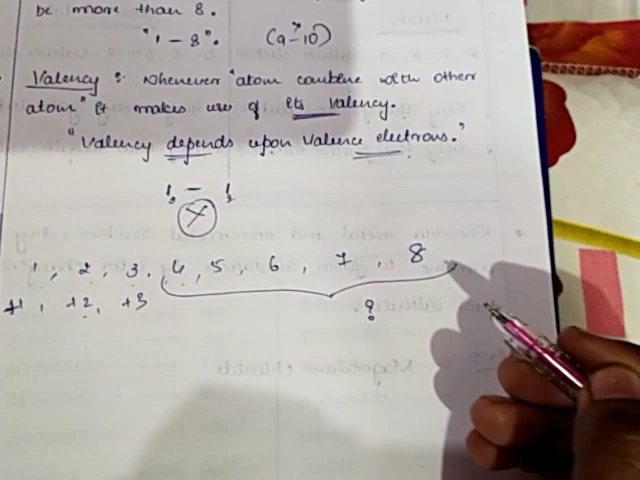 be more than 8.
"1 – 8". (9–10)
Valency : Whenever "atom combine with other
atom" it makes use of its valency.
"Valency depends upon valence electrons."
1 – 1
x
1, 2, 3, 4, 5, 6, 7, 8
+1, +2, +3 ?
Magnesium chloride